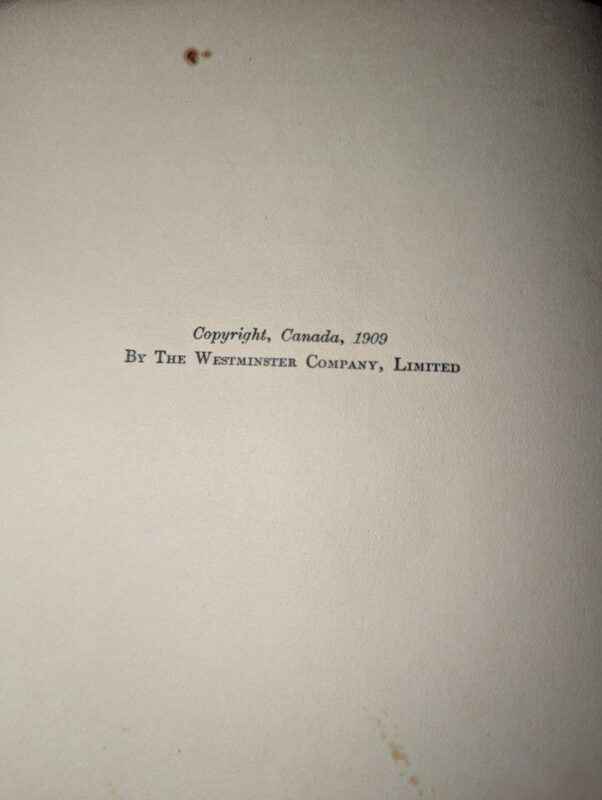 Copyright, Canada, 1909
By The Westminster Company, Limited